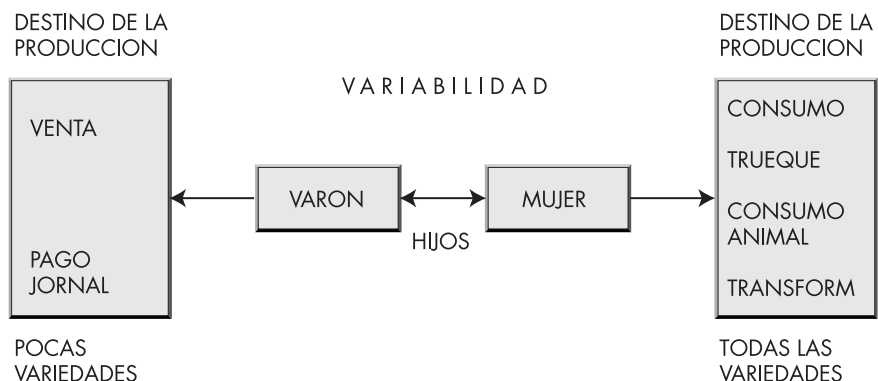 DESTINO DE LA
PRODUCCION
VENTA
PAGO
JORNAL
POCAS
VARIEDADES
VARIABILIDAD
VARON
HIJOS
MUJER
DESTINO DE LA
PRODUCCION
CONSUMO
TRUEQUE
CONSUMO
ANIMAL
TRANSFORM
TODAS LAS
VARIEDADES